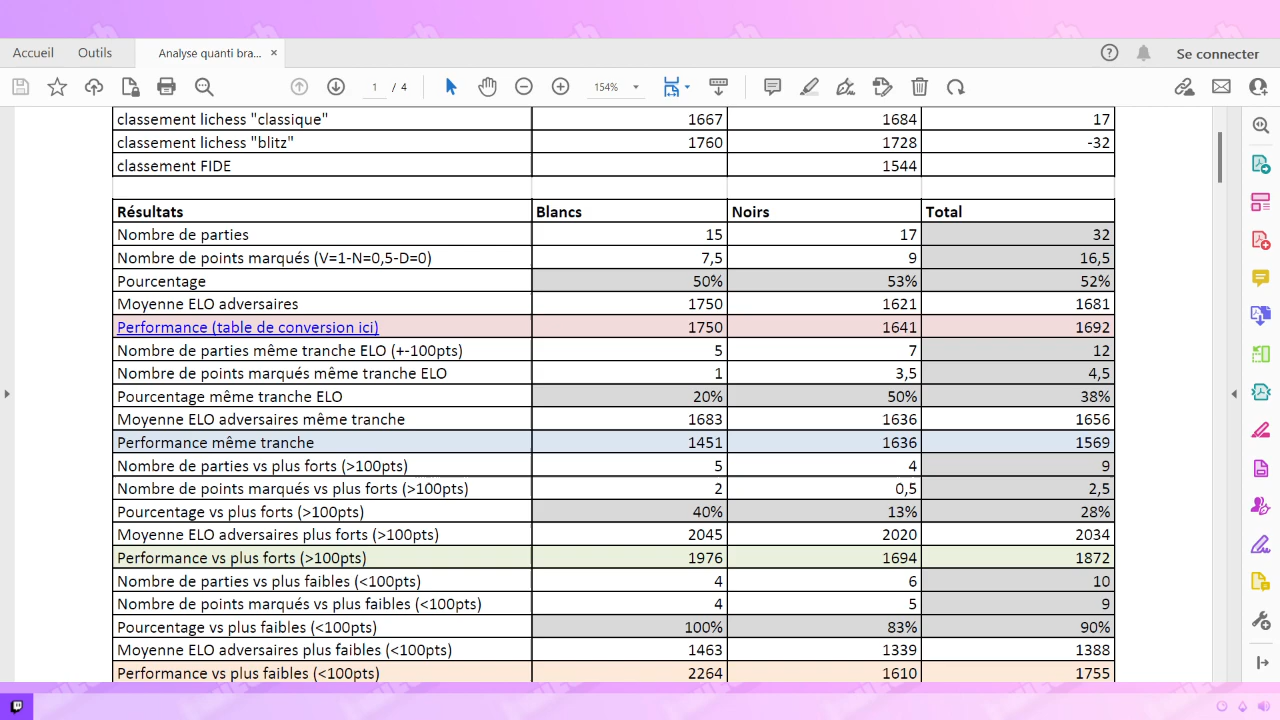 Accueil Outils Analyse quanti bra... × Se connecter
1 / 4 154%
classement lichess "classique" 1667 1684 17
classement lichess "blitz" 1760 1728 -32
classement FIDE 1544
Résultats Blancs Noirs Total
Nombre de parties 15 17 32
Nombre de points marqués (V=1-N=0,5-D=0) 7,5 9 16,5
Pourcentage 50% 53% 52%
Moyenne ELO adversaires 1750 1621 1681
Performance (table de conversion ici) 1750 1641 1692
Nombre de parties même tranche ELO (+-100pts) 5 7 12
Nombre de points marqués même tranche ELO 1 3,5 4,5
Pourcentage même tranche ELO 20% 50% 38%
Moyenne ELO adversaires même tranche 1683 1636 1656
Performance même tranche 1451 1636 1569
Nombre de parties vs plus forts (>100pts) 5 4 9
Nombre de points marqués vs plus forts (>100pts) 2 0,5 2,5
Pourcentage vs plus forts (>100pts) 40% 13% 28%
Moyenne ELO adversaires plus forts (>100pts) 2045 2020 2034
Performance vs plus forts (>100pts) 1976 1694 1872
Nombre de parties vs plus faibles (<100pts) 4 6 10
Nombre de points marqués vs plus faibles (<100pts) 4 5 9
Pourcentage vs plus faibles (<100pts) 100% 83% 90%
Moyenne ELO adversaires plus faibles (<100pts) 1463 1339 1388
Performance vs plus faibles (<100pts) 2264 1610 1755